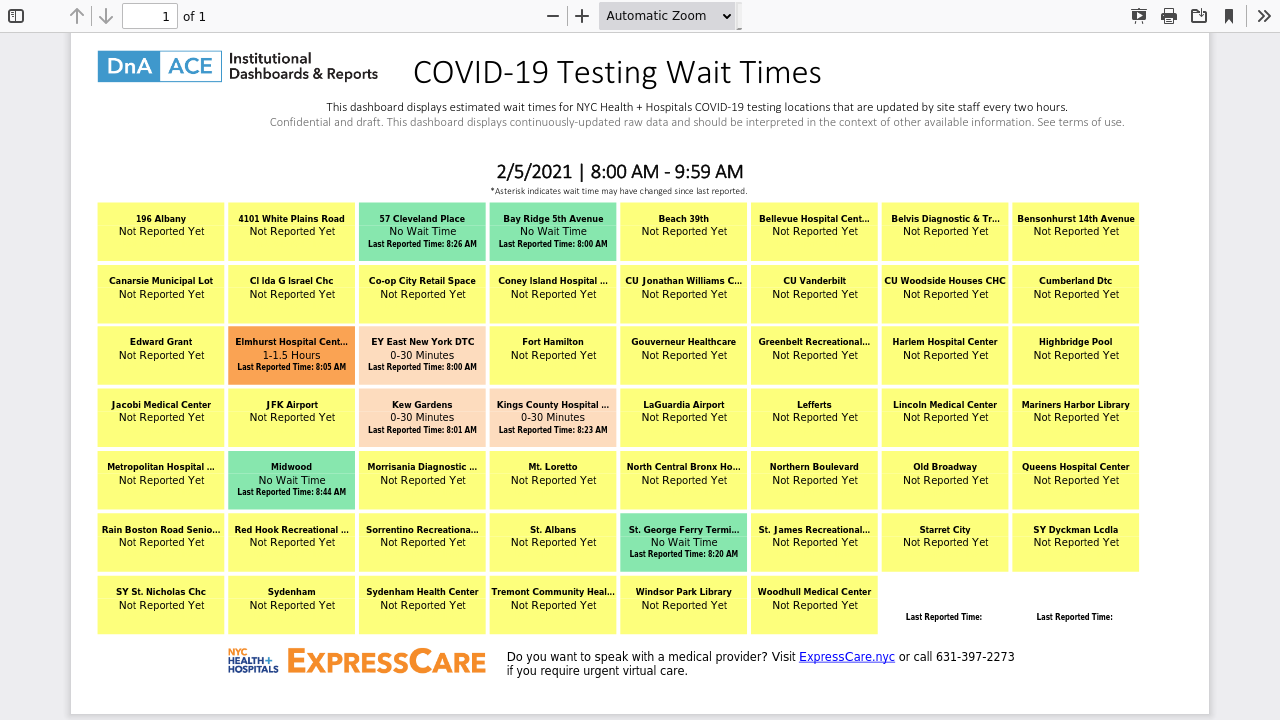 1 of 1 Automatic Zoom
DnA ACE Institutional
Dashboards & Reports
COVID-19 Testing Wait Times
This dashboard displays estimated wait times for NYC Health + Hospitals COVID-19 testing locations that are updated by site staff every two hours.
Confidential and draft. This dashboard displays continuously-updated raw data and should be interpreted in the context of other available information. See terms of use.
2/5/2021 | 8:00 AM - 9:59 AM
*Asterisk indicates wait time may have changed since last reported.
196 Albany 4101 White Plains Road 57 Cleveland Place Bay Ridge 5th Avenue Beach 39th Bellevue Hospital Cent... Belvis Diagnostic & Tr... Bensonhurst 14th Avenue
Not Reported Yet Not Reported Yet No Wait Time No Wait Time Not Reported Yet Not Reported Yet Not Reported Yet Not Reported Yet
Last Reported Time: 8:26 AM Last Reported Time: 8:00 AM
Canarsie Municipal Lot Cl Ida G Israel Chc Co-op City Retail Space Coney Island Hospital ... CU Jonathan Williams C... CU Vanderbilt CU Woodside Houses CHC Cumberland Dtc
Not Reported Yet Not Reported Yet Not Reported Yet Not Reported Yet Not Reported Yet Not Reported Yet Not Reported Yet Not Reported Yet
Edward Grant Elmhurst Hospital Cent... EY East New York DTC Fort Hamilton Gouverneur Healthcare Greenbelt Recreational... Harlem Hospital Center Highbridge Pool
Not Reported Yet 1-1.5 Hours 0-30 Minutes Not Reported Yet Not Reported Yet Not Reported Yet Not Reported Yet Not Reported Yet
Last Reported Time: 8:05 AM Last Reported Time: 8:00 AM
Jacobi Medical Center JFK Airport Kew Gardens Kings County Hospital ... LaGuardia Airport Lefferts Lincoln Medical Center Mariners Harbor Library
Not Reported Yet Not Reported Yet 0-30 Minutes 0-30 Minutes Not Reported Yet Not Reported Yet Not Reported Yet Not Reported Yet
Last Reported Time: 8:01 AM Last Reported Time: 8:23 AM
Metropolitan Hospital ... Midwood Morrisania Diagnostic ... Mt. Loretto North Central Bronx Ho... Northern Boulevard Old Broadway Queens Hospital Center
Not Reported Yet No Wait Time Not Reported Yet Not Reported Yet Not Reported Yet Not Reported Yet Not Reported Yet Not Reported Yet
Last Reported Time: 8:44 AM
Rain Boston Road Senio... Red Hook Recreational ... Sorrentino Recreationa... St. Albans St. George Ferry Termi... St. James Recreational... Starret City SY Dyckman Lcdla
Not Reported Yet Not Reported Yet Not Reported Yet Not Reported Yet No Wait Time Not Reported Yet Not Reported Yet Not Reported Yet
Last Reported Time: 8:20 AM
SY St. Nicholas Chc Sydenham Sydenham Health Center Tremont Community Heal... Windsor Park Library Woodhull Medical Center
Not Reported Yet Not Reported Yet Not Reported Yet Not Reported Yet Not Reported Yet Not Reported Yet
Last Reported Time: Last Reported Time:
NYC
HEALTH+
HOSPITALS
EXPRESSCARE
Do you want to speak with a medical provider? Visit ExpressCare.nyc or call 631-397-2273
if you require urgent virtual care.